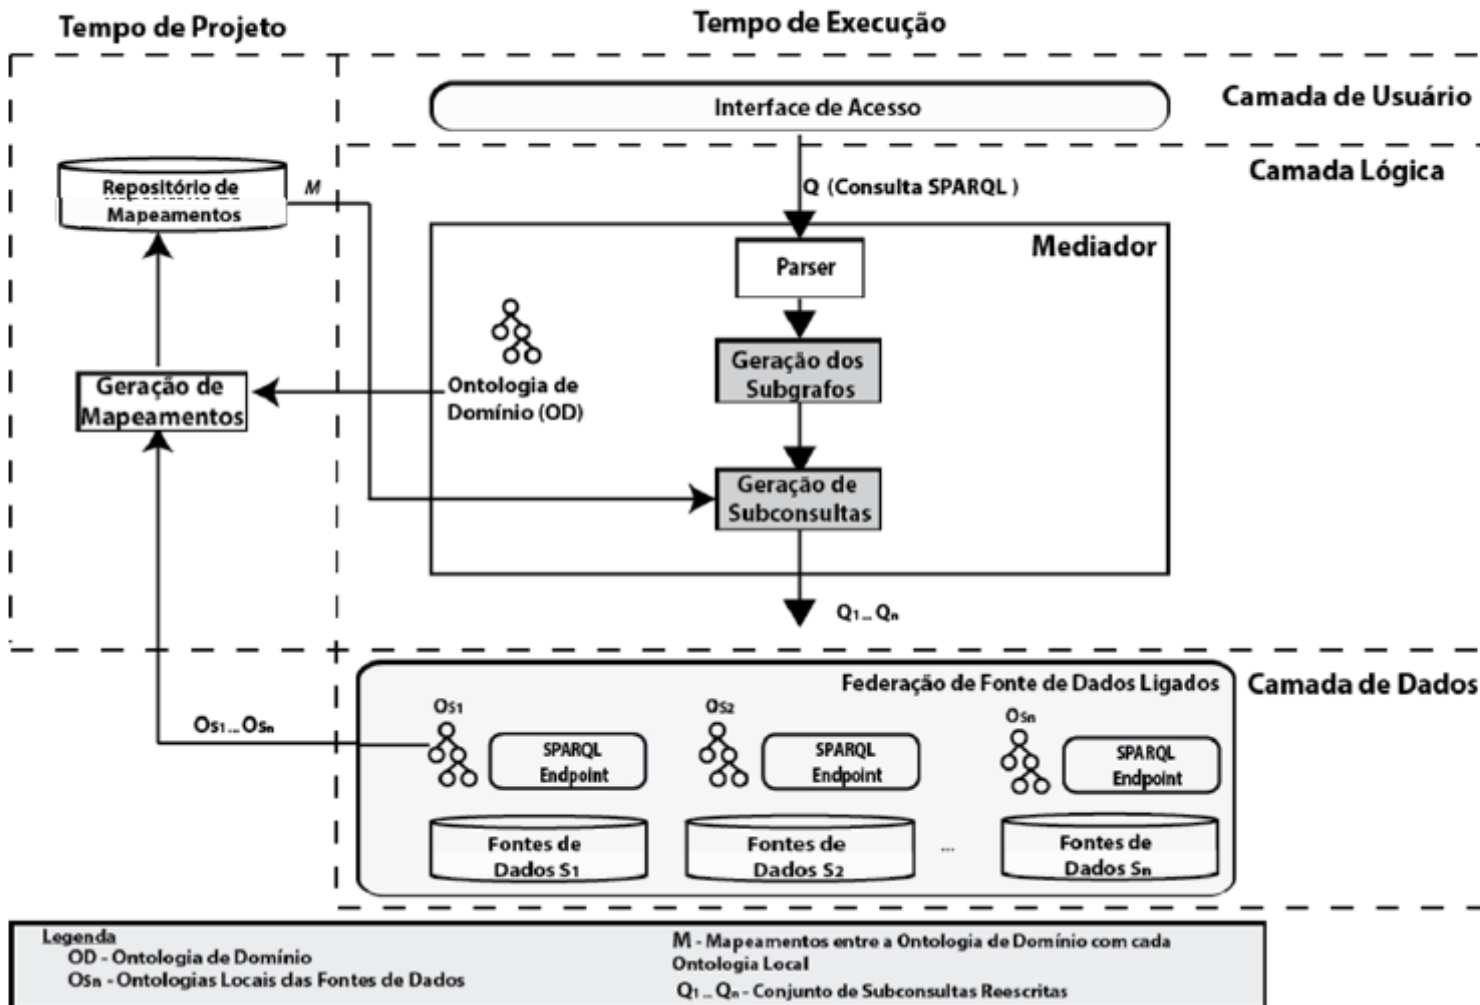 Tempo de Projeto
Tempo de Execução
Interface de Acesso
Camada de Usuário
Camada Lógica
Repositório de
Mapeamentos
M
Q (Consulta SPARQL )
Mediador
Parser
Geração dos
Subgrafos
Ontologia de
Domínio (OD)
Geração de
Mapeamentos
Geração de
Subconsultas
Q1... Qn
Federação de Fonte de Dados Ligados
Camada de Dados
OS1...OSn
OS1
SPARQL
Endpoint
OS2
SPARQL
Endpoint
OSn
SPARQL
Endpoint
Fontes de
Dados S1
Fontes de
Dados S2
...
Fontes de
Dados Sn
Legenda
OD - Ontologia de Domínio
OSn - Ontologias Locais das Fontes de Dados
M - Mapeamentos entre a Ontologia de Domínio com cada
Ontologia Local
Q1 ... Qn - Conjunto de Subconsultas Reescritas